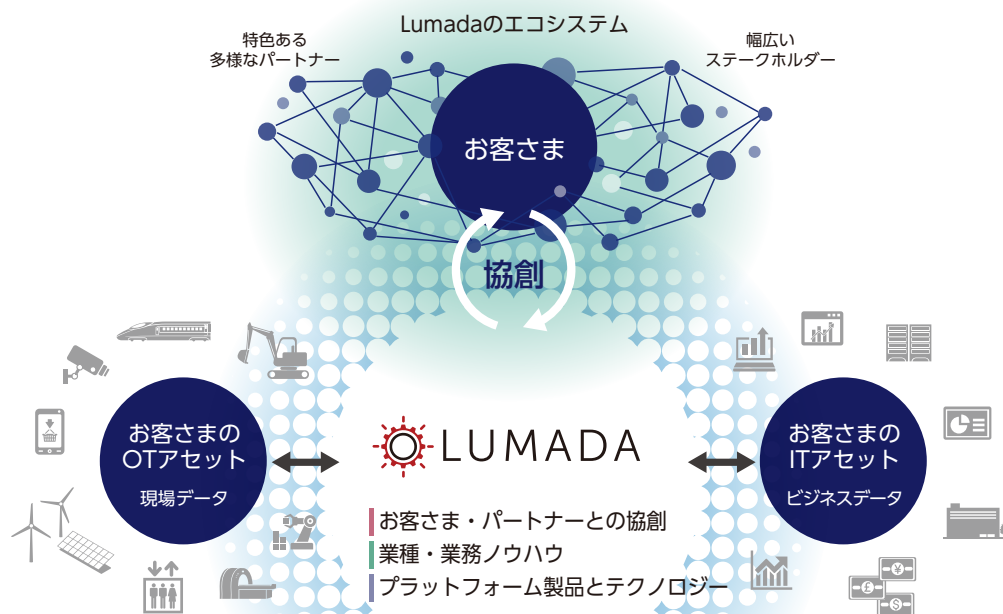 Lumadaのエコシステム
特色ある
多様なパートナー
幅広い
ステークホルダー
お客さま
協創
お客さまの
OTアセット
現場データ
LUMADA
お客さまの
ITアセット
ビジネスデータ
お客さま・パートナーとの協創
業種・業務ノウハウ
プラットフォーム製品とテクノロジー
¥
£
$